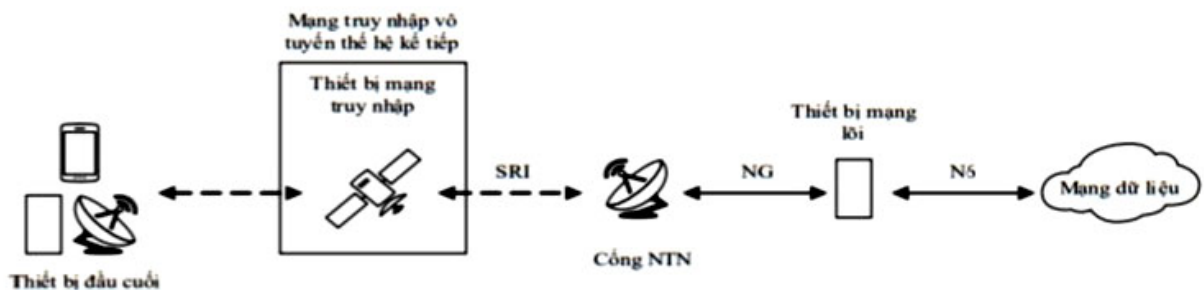 Mạng truy nhập vô
tuyến thế hệ kế tiếp
Thiết bị mạng
truy nhập
Thiết bị mạng
lõi
SRI
NG
N6
Mạng dữ liệu
Cổng NTN
Thiết bị đầu cuối